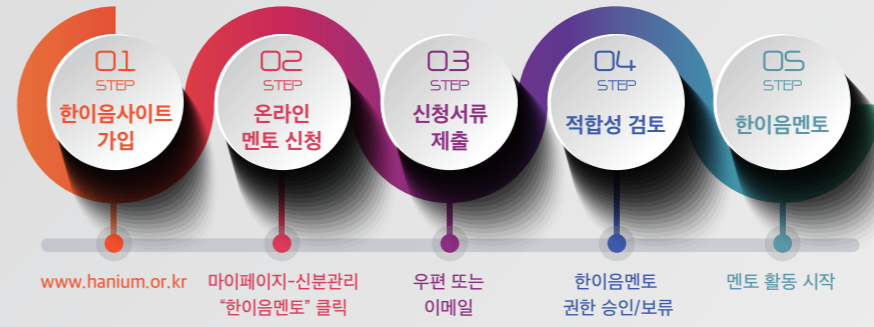 01
STEP
한이음사이트
가입
02
STEP
온라인
멘토 신청
03
STEP
신청서류
제출
04
STEP
적합성 검토
05
STEP
한이음멘토
www.hanium.or.kr
마이페이지-신분관리
“한이음멘토” 클릭
우편 또는
이메일
한이음멘토
권한 승인/보류
멘토 활동 시작